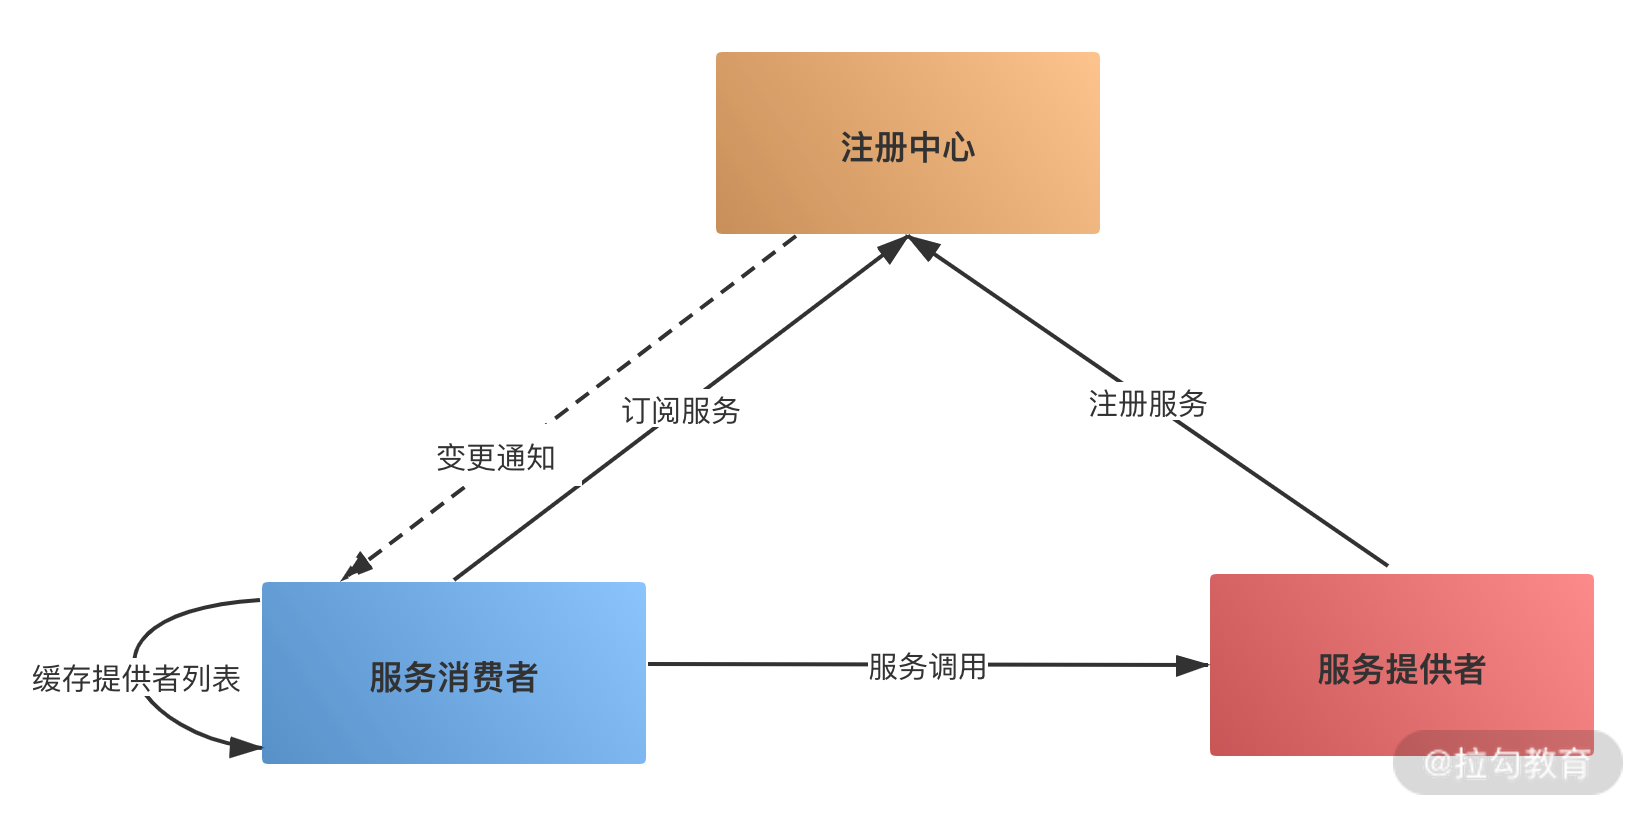 注册中心
订阅服务
注册服务
变更通知
缓存提供者列表
服务消费者
服务调用
服务提供者
@拉勾教育